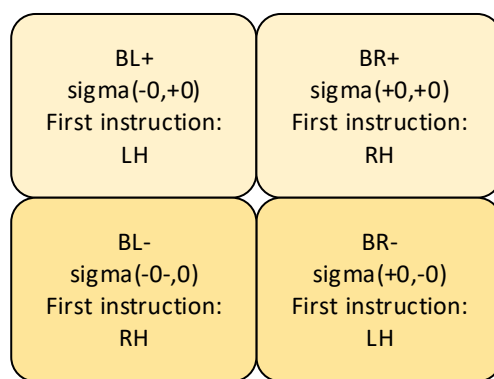 BL+
sigma(-0,+0)
First instruction:
LH
BR+
sigma(+0,+0)
First instruction:
RH
BL-
sigma(-0-,0)
First instruction:
RH
BR-
sigma(+0,-0)
First instruction:
LH